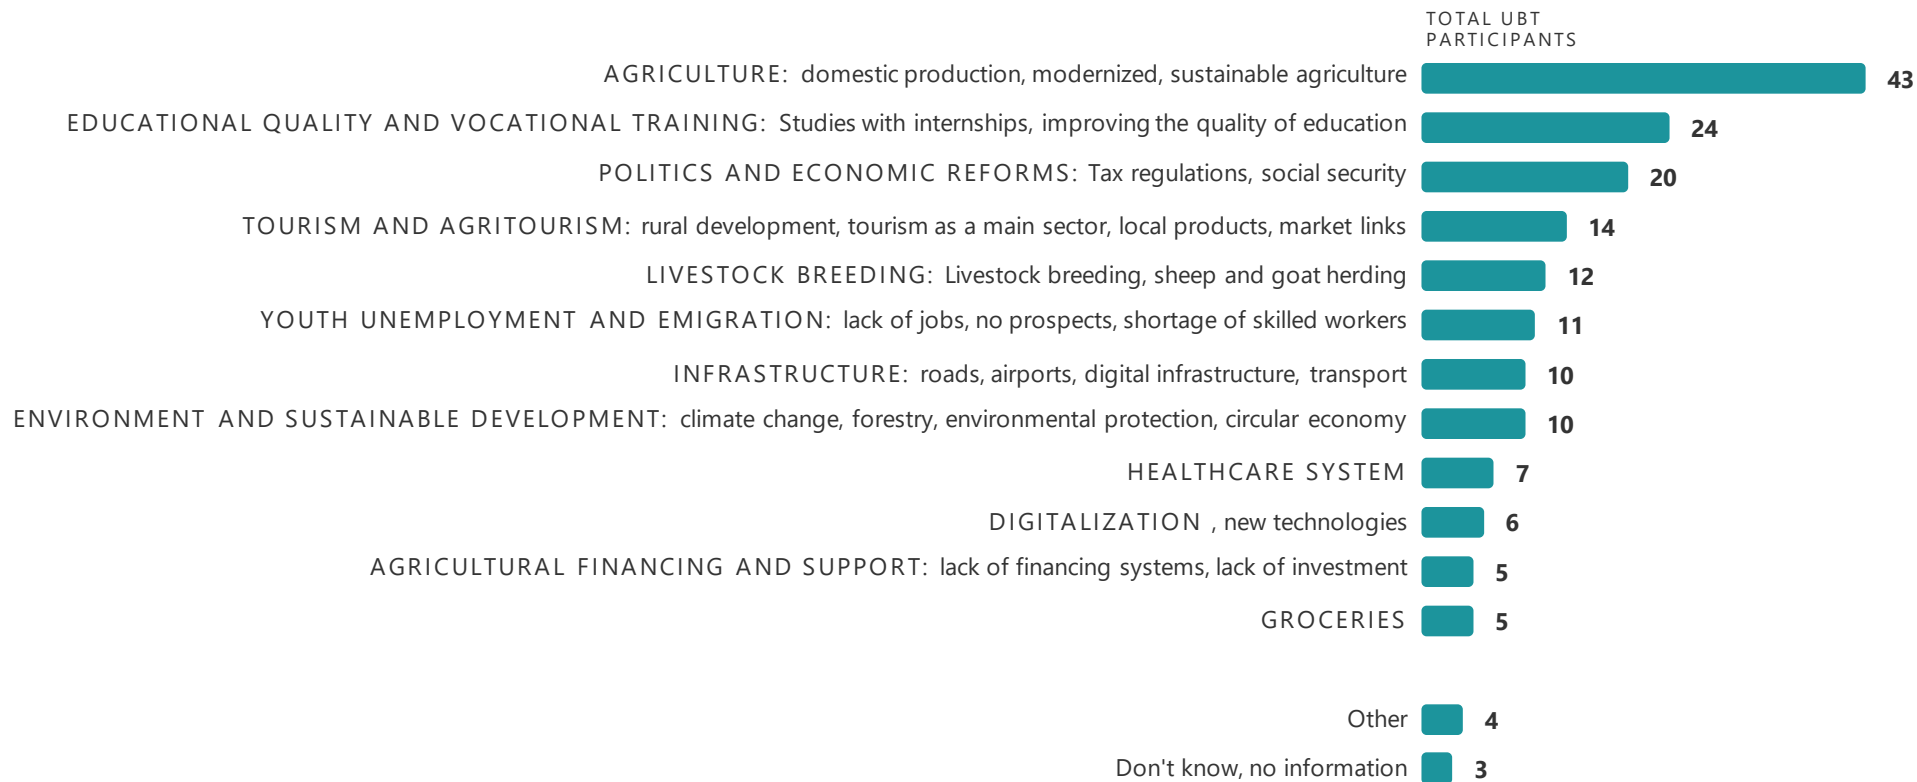 TOTAL UBT
PARTICIPANTS
AGRICULTURE: domestic production, modernized, sustainable agriculture 43
EDUCATIONAL QUALITY AND VOCATIONAL TRAINING: Studies with internships, improving the quality of education 24
POLITICS AND ECONOMIC REFORMS: Tax regulations, social security 20
TOURISM AND AGRITOURISM: rural development, tourism as a main sector, local products, market links 14
LIVESTOCK BREEDING: Livestock breeding, sheep and goat herding 12
YOUTH UNEMPLOYMENT AND EMIGRATION: lack of jobs, no prospects, shortage of skilled workers 11
INFRASTRUCTURE: roads, airports, digital infrastructure, transport 10
ENVIRONMENT AND SUSTAINABLE DEVELOPMENT: climate change, forestry, environmental protection, circular economy 10
HEALTHCARE SYSTEM 7
DIGITALIZATION , new technologies 6
AGRICULTURAL FINANCING AND SUPPORT: lack of financing systems, lack of investment 5
GROCERIES 5
Other 4
Don't know, no information 3